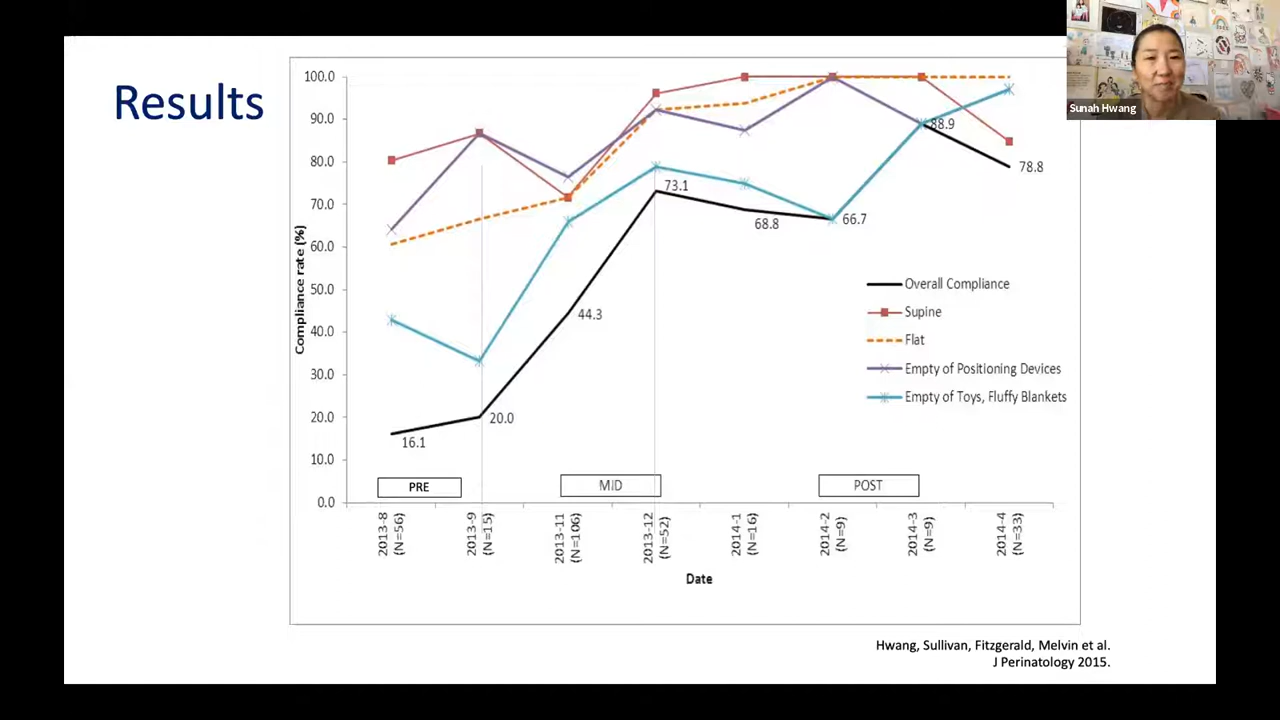 Results
Sunah Hwang
Compliance rate (%)
100.0
90.0
80.0
70.0
60.0
50.0
40.0
30.0
20.0
10.0
0.0
88.9
78.8
73.1
68.8
66.7
44.3
20.0
16.1
Overall Compliance
Supine
Flat
Empty of Positioning Devices
Empty of Toys, Fluffy Blankets
PRE
MID
POST
2013-8
(N=56)
2013-9
(N=15)
2013-11
(N=106)
2013-12
(N=52)
2014-1
(N=16)
2014-2
(N=9)
2014-3
(N=9)
2014-4
(N=33)
Date
Hwang, Sullivan, Fitzgerald, Melvin et al.
J Perinatology 2015.